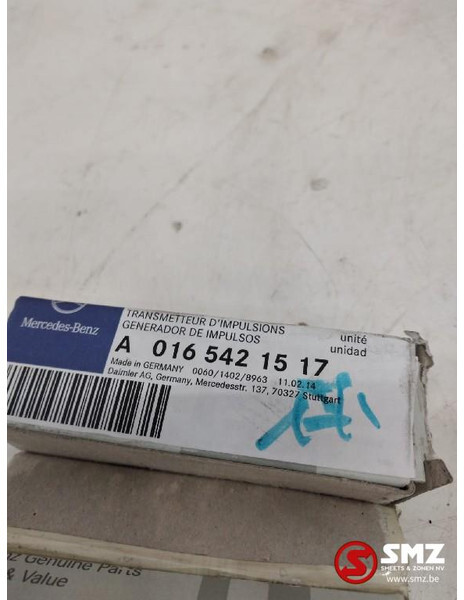 Mercedes-Benz
TRANSMETTEUR D'IMPULSIONS
GENERADOR DE IMPULSOS
unité
unidad
A 016 542 15 17
Made in GERMANY 0060/1402/8963 11.02.14
Daimler AG, Germany, Mercedesstr. 137, 70327 Stuttgart
Genuine Parts
& Value
SMZ
SMEETS & ZONEN NV
www.smz.be